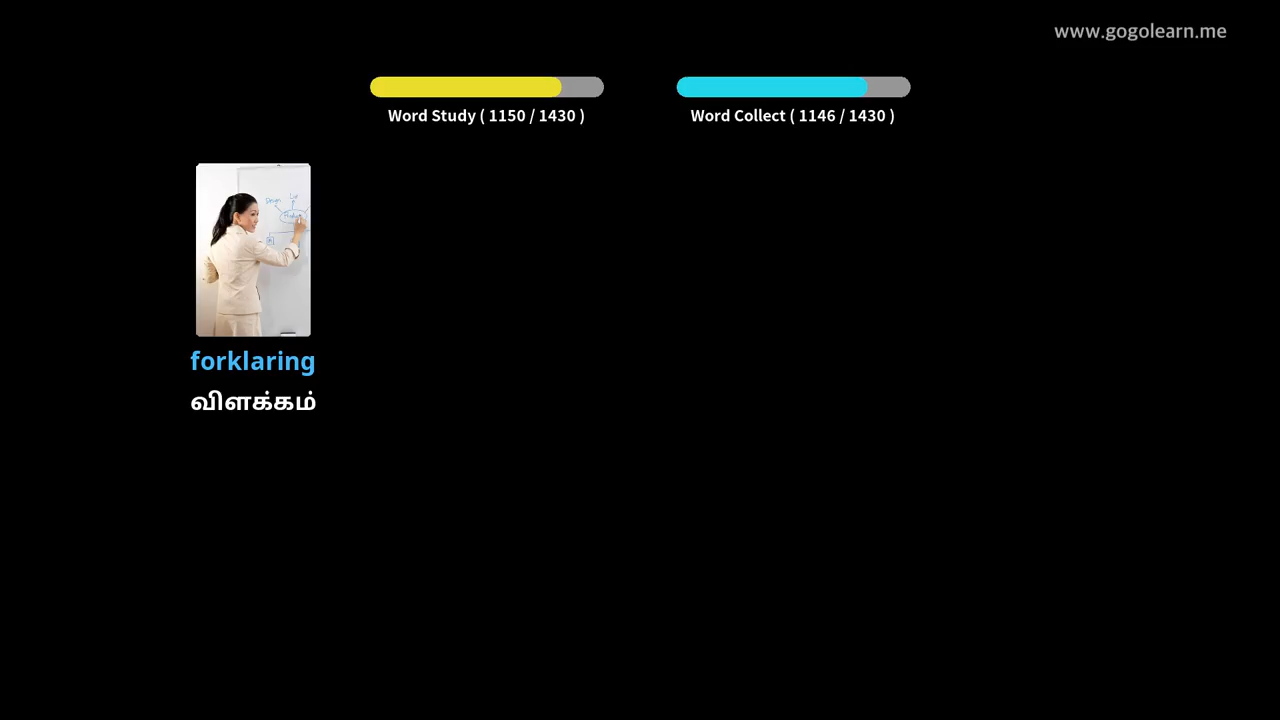 www.gogolearn.me
Word Study ( 1150 / 1430 )
Word Collect ( 1146 / 1430 )
forklaring
விளக்கம்